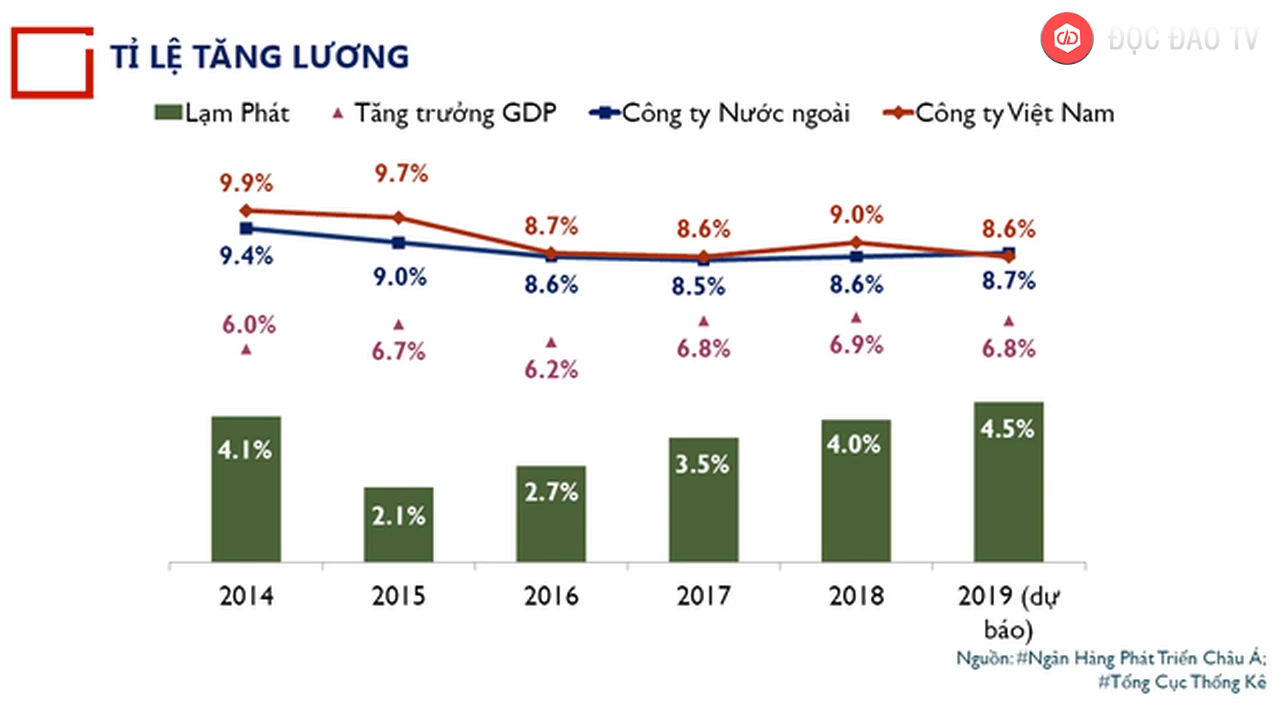 ĐỌC ĐÁO TV
TỈ LỆ TĂNG LƯƠNG
Lạm Phát Tăng trưởng GDP Công ty Nước ngoài Công ty Việt Nam
9.9% 9.7% 8.7% 8.6% 9.0% 8.6%
9.4% 9.0% 8.6% 8.5% 8.6% 8.7%
6.0% 6.7% 6.2% 6.8% 6.9% 6.8%
4.1% 2.1% 2.7% 3.5% 4.0% 4.5%
2014 2015 2016 2017 2018 2019 (dự
báo)
Nguồn: #Ngân Hàng Phát Triển Châu Á;
#Tổng Cục Thống Kê